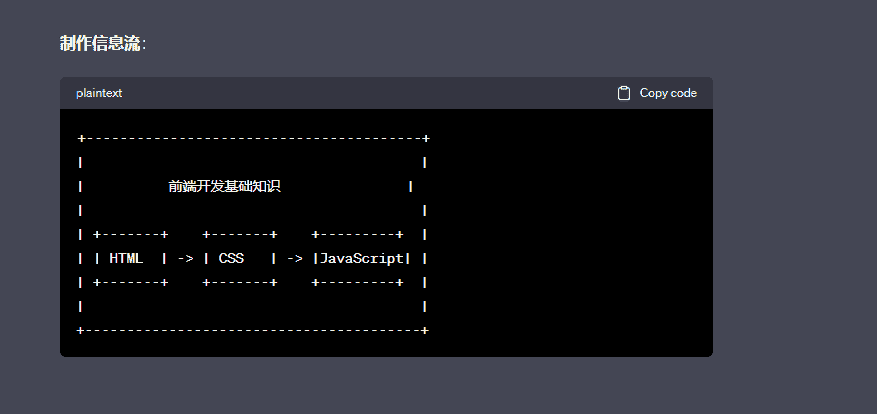 制作信息流：
plaintext Copy code
+----------------------------------------+
|                                        |
|          前端开发基础知识               |
|                                        |
| +-------+    +-------+    +---------+  |
| | HTML  | -> | CSS   | -> |JavaScript| |
| +-------+    +-------+    +---------+  |
|                                        |
+----------------------------------------+